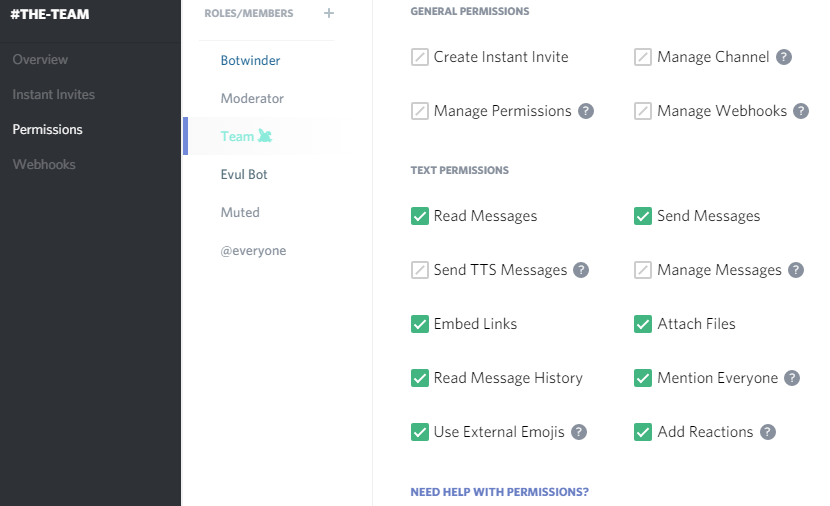 #THE-TEAM
Overview
Instant Invites
Permissions
Webhooks
ROLES/MEMBERS +
Botwinder
Moderator
Team
Evul Bot
Muted
@everyone
GENERAL PERMISSIONS
Create Instant Invite
Manage Channel ?
Manage Permissions ?
Manage Webhooks ?
TEXT PERMISSIONS
Read Messages
Send Messages
Send TTS Messages ?
Manage Messages ?
Embed Links
Attach Files
Read Message History
Mention Everyone ?
Use External Emojis ?
Add Reactions ?
NEED HELP WITH PERMISSIONS?